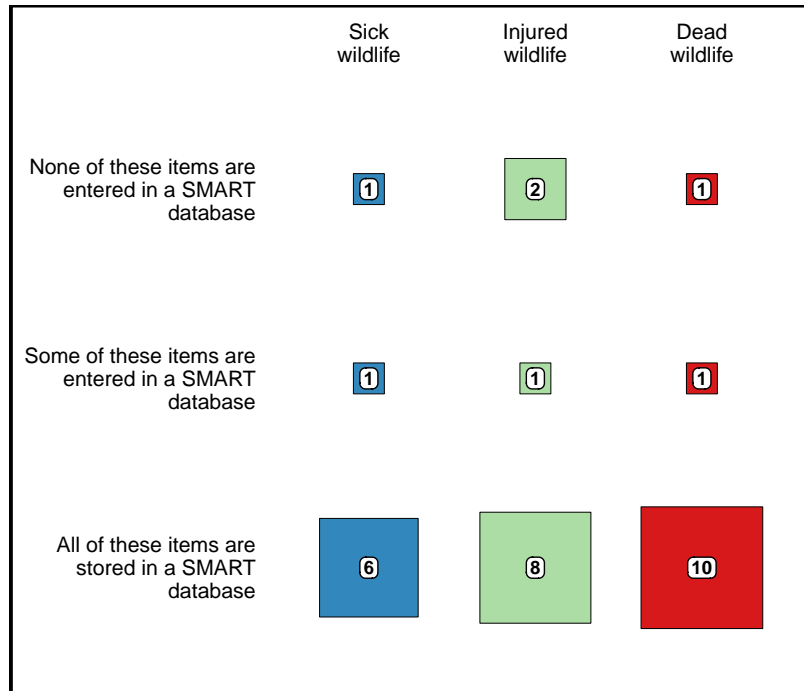 Sick
wildlife
Injured
wildlife
Dead
wildlife
None of these items are
entered in a SMART
database
1
2
1
Some of these items are
entered in a SMART
database
1
1
1
All of these items are
stored in a SMART
database
6
8
10